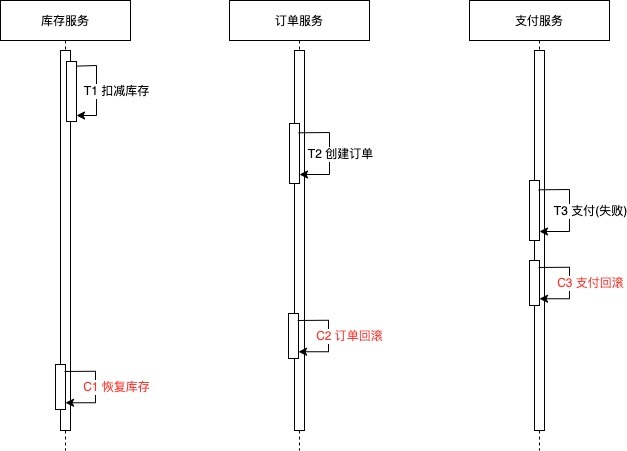 库存服务
订单服务
支付服务
T1 扣减库存
T2 创建订单
T3 支付(失败)
C3 支付回滚
C2 订单回滚
C1 恢复库存